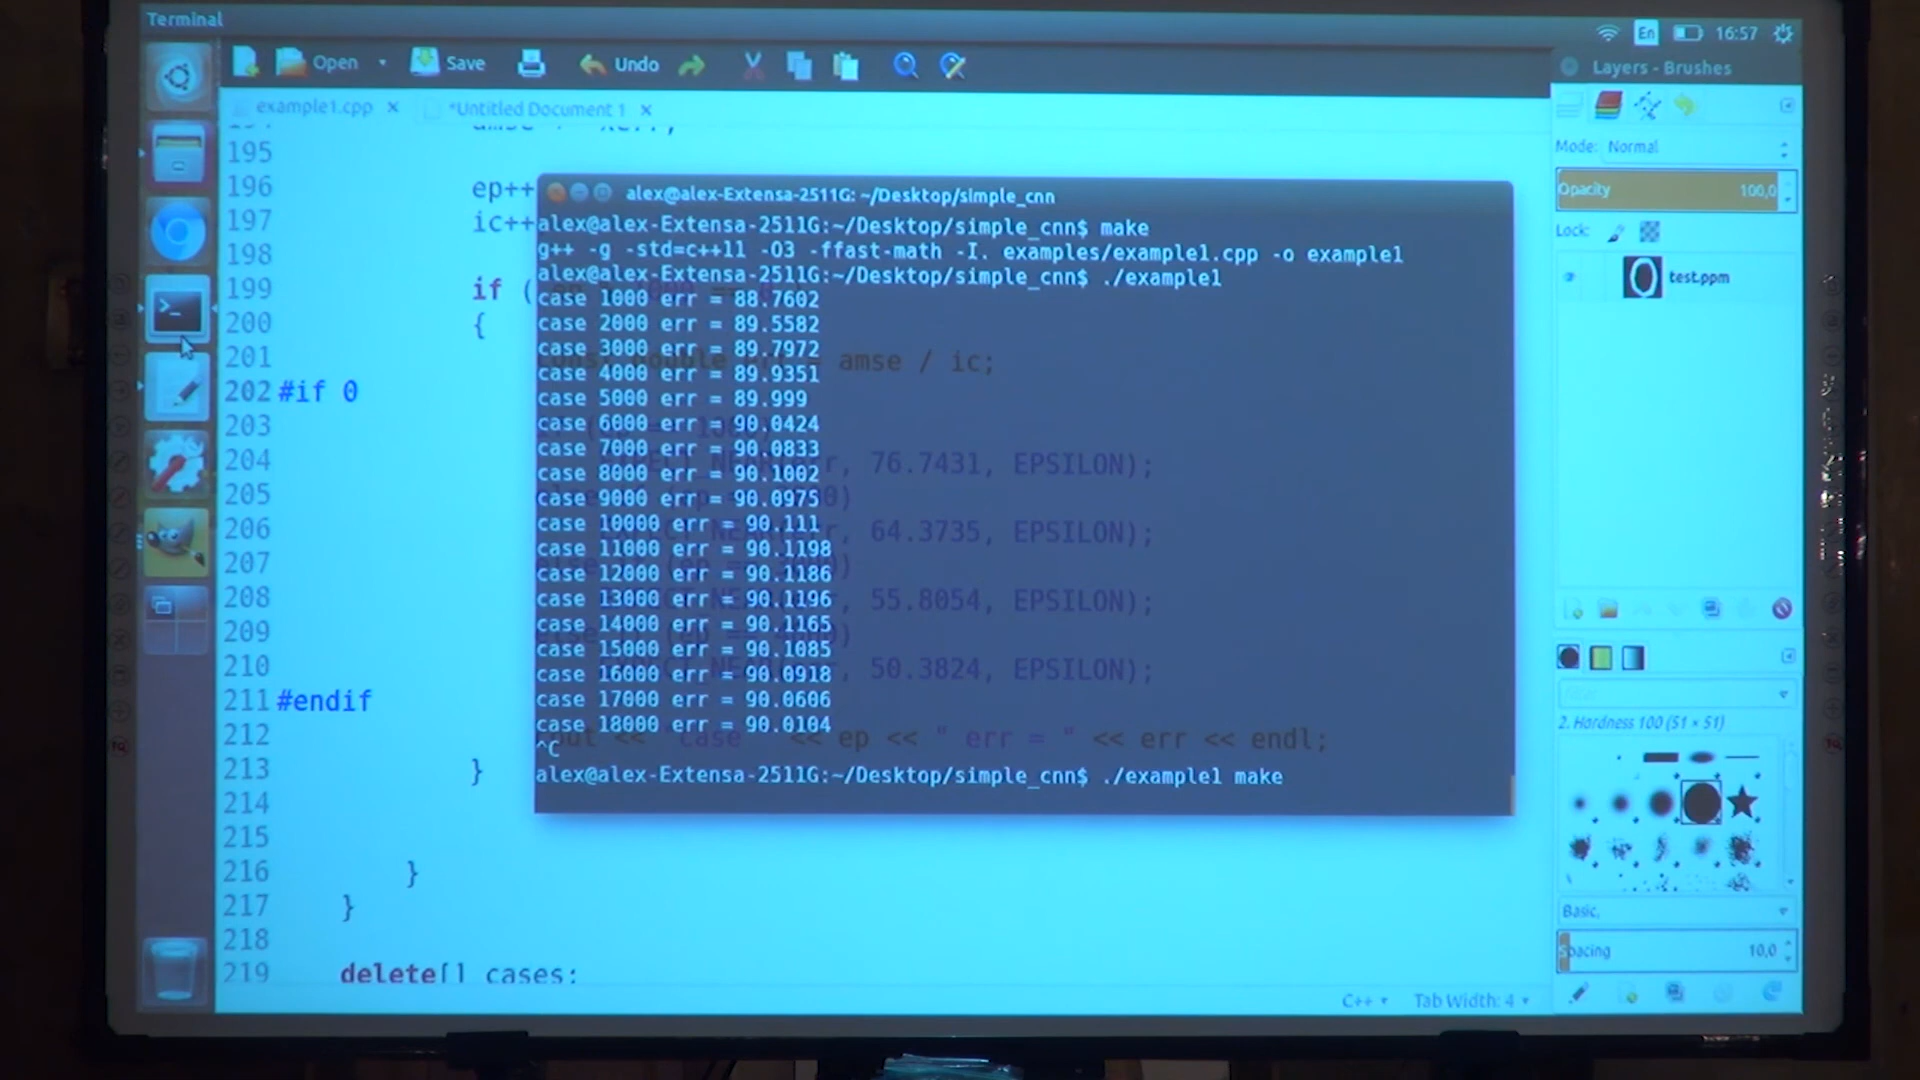 Terminal
En 16:57
Open Save Undo
Layers - Brushes
example1.cpp × *Untitled Document 1 ×
Mode: Normal
Opacity 100,0
Lock:
test.ppm
2. Hardness 100 (51 × 51)
Basic,
Spacing 10,0
195
196 ep++
197 ic++
198
199 if (
200 {
201 amse / ic;
202 #if 0
203
204 76.7431, EPSILON);
205
206 64.3735, EPSILON);
207
208 55.8054, EPSILON);
209
210 50.3824, EPSILON);
211 #endif
212 << ep << " err = " << err << endl;
213 }
214
215
216 }
217 }
218
219 delete[] cases;
C++ Tab Width: 4
alex@alex-Extensa-2511G: ~/Desktop/simple_cnn
alex@alex-Extensa-2511G:~/Desktop/simple_cnn$ make
g++ -g -std=c++11 -O3 -ffast-math -I. examples/example1.cpp -o example1
alex@alex-Extensa-2511G:~/Desktop/simple_cnn$ ./example1
case 1000 err = 88.7602
case 2000 err = 89.5582
case 3000 err = 89.7972
case 4000 err = 89.9351
case 5000 err = 89.999
case 6000 err = 90.0424
case 7000 err = 90.0833
case 8000 err = 90.1002
case 9000 err = 90.0975
case 10000 err = 90.111
case 11000 err = 90.1198
case 12000 err = 90.1186
case 13000 err = 90.1196
case 14000 err = 90.1165
case 15000 err = 90.1085
case 16000 err = 90.0918
case 17000 err = 90.0606
case 18000 err = 90.0104
^C
alex@alex-Extensa-2511G:~/Desktop/simple_cnn$ ./example1 make